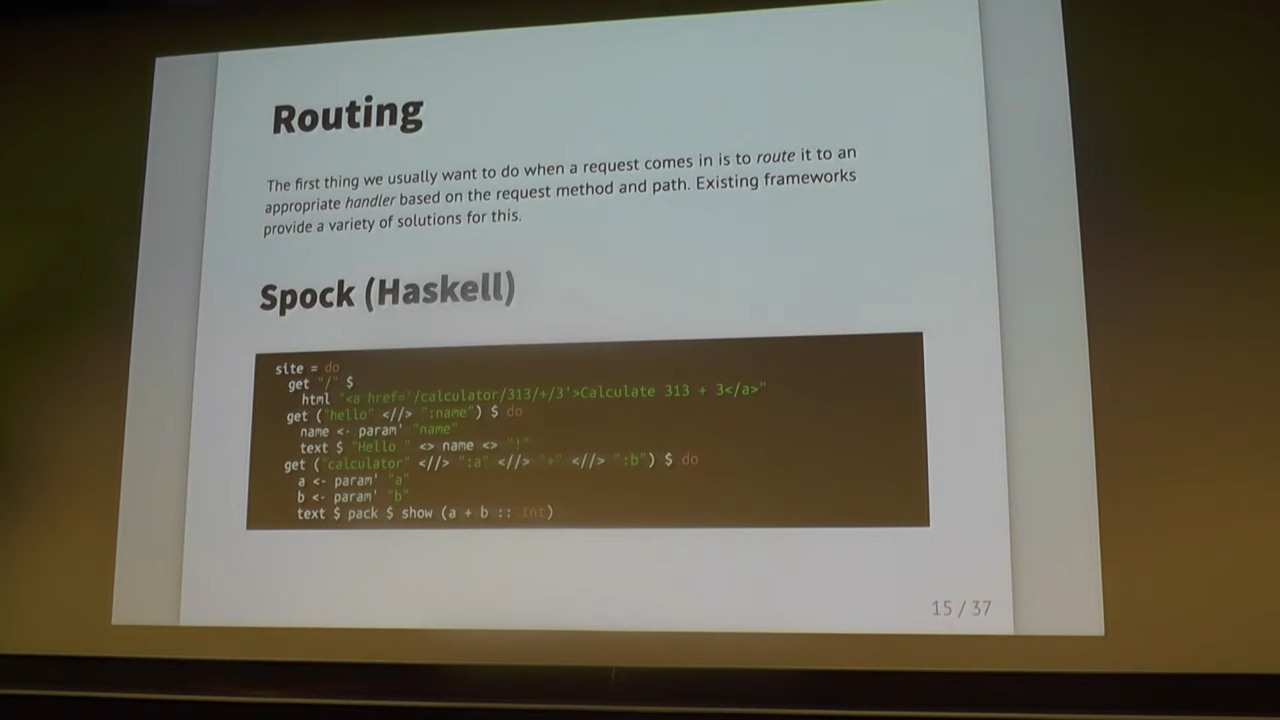 Routing
The first thing we usually want to do when a request comes in is to route it to an
appropriate handler based on the request method and path. Existing frameworks
provide a variety of solutions for this.
Spock (Haskell)
site = do
get "/" $
html "<a href='/calculator/313/+/3'>Calculate 313 + 3</a>"
get ("hello" <//> ":name") $ do
name <- param' "name"
text $ "Hello " <> name <> "!"
get ("calculator" <//> ":a" <//> "+" <//> ":b") $ do
a <- param' "a"
b <- param' "b"
text $ pack $ show (a + b :: Int)
15 / 37